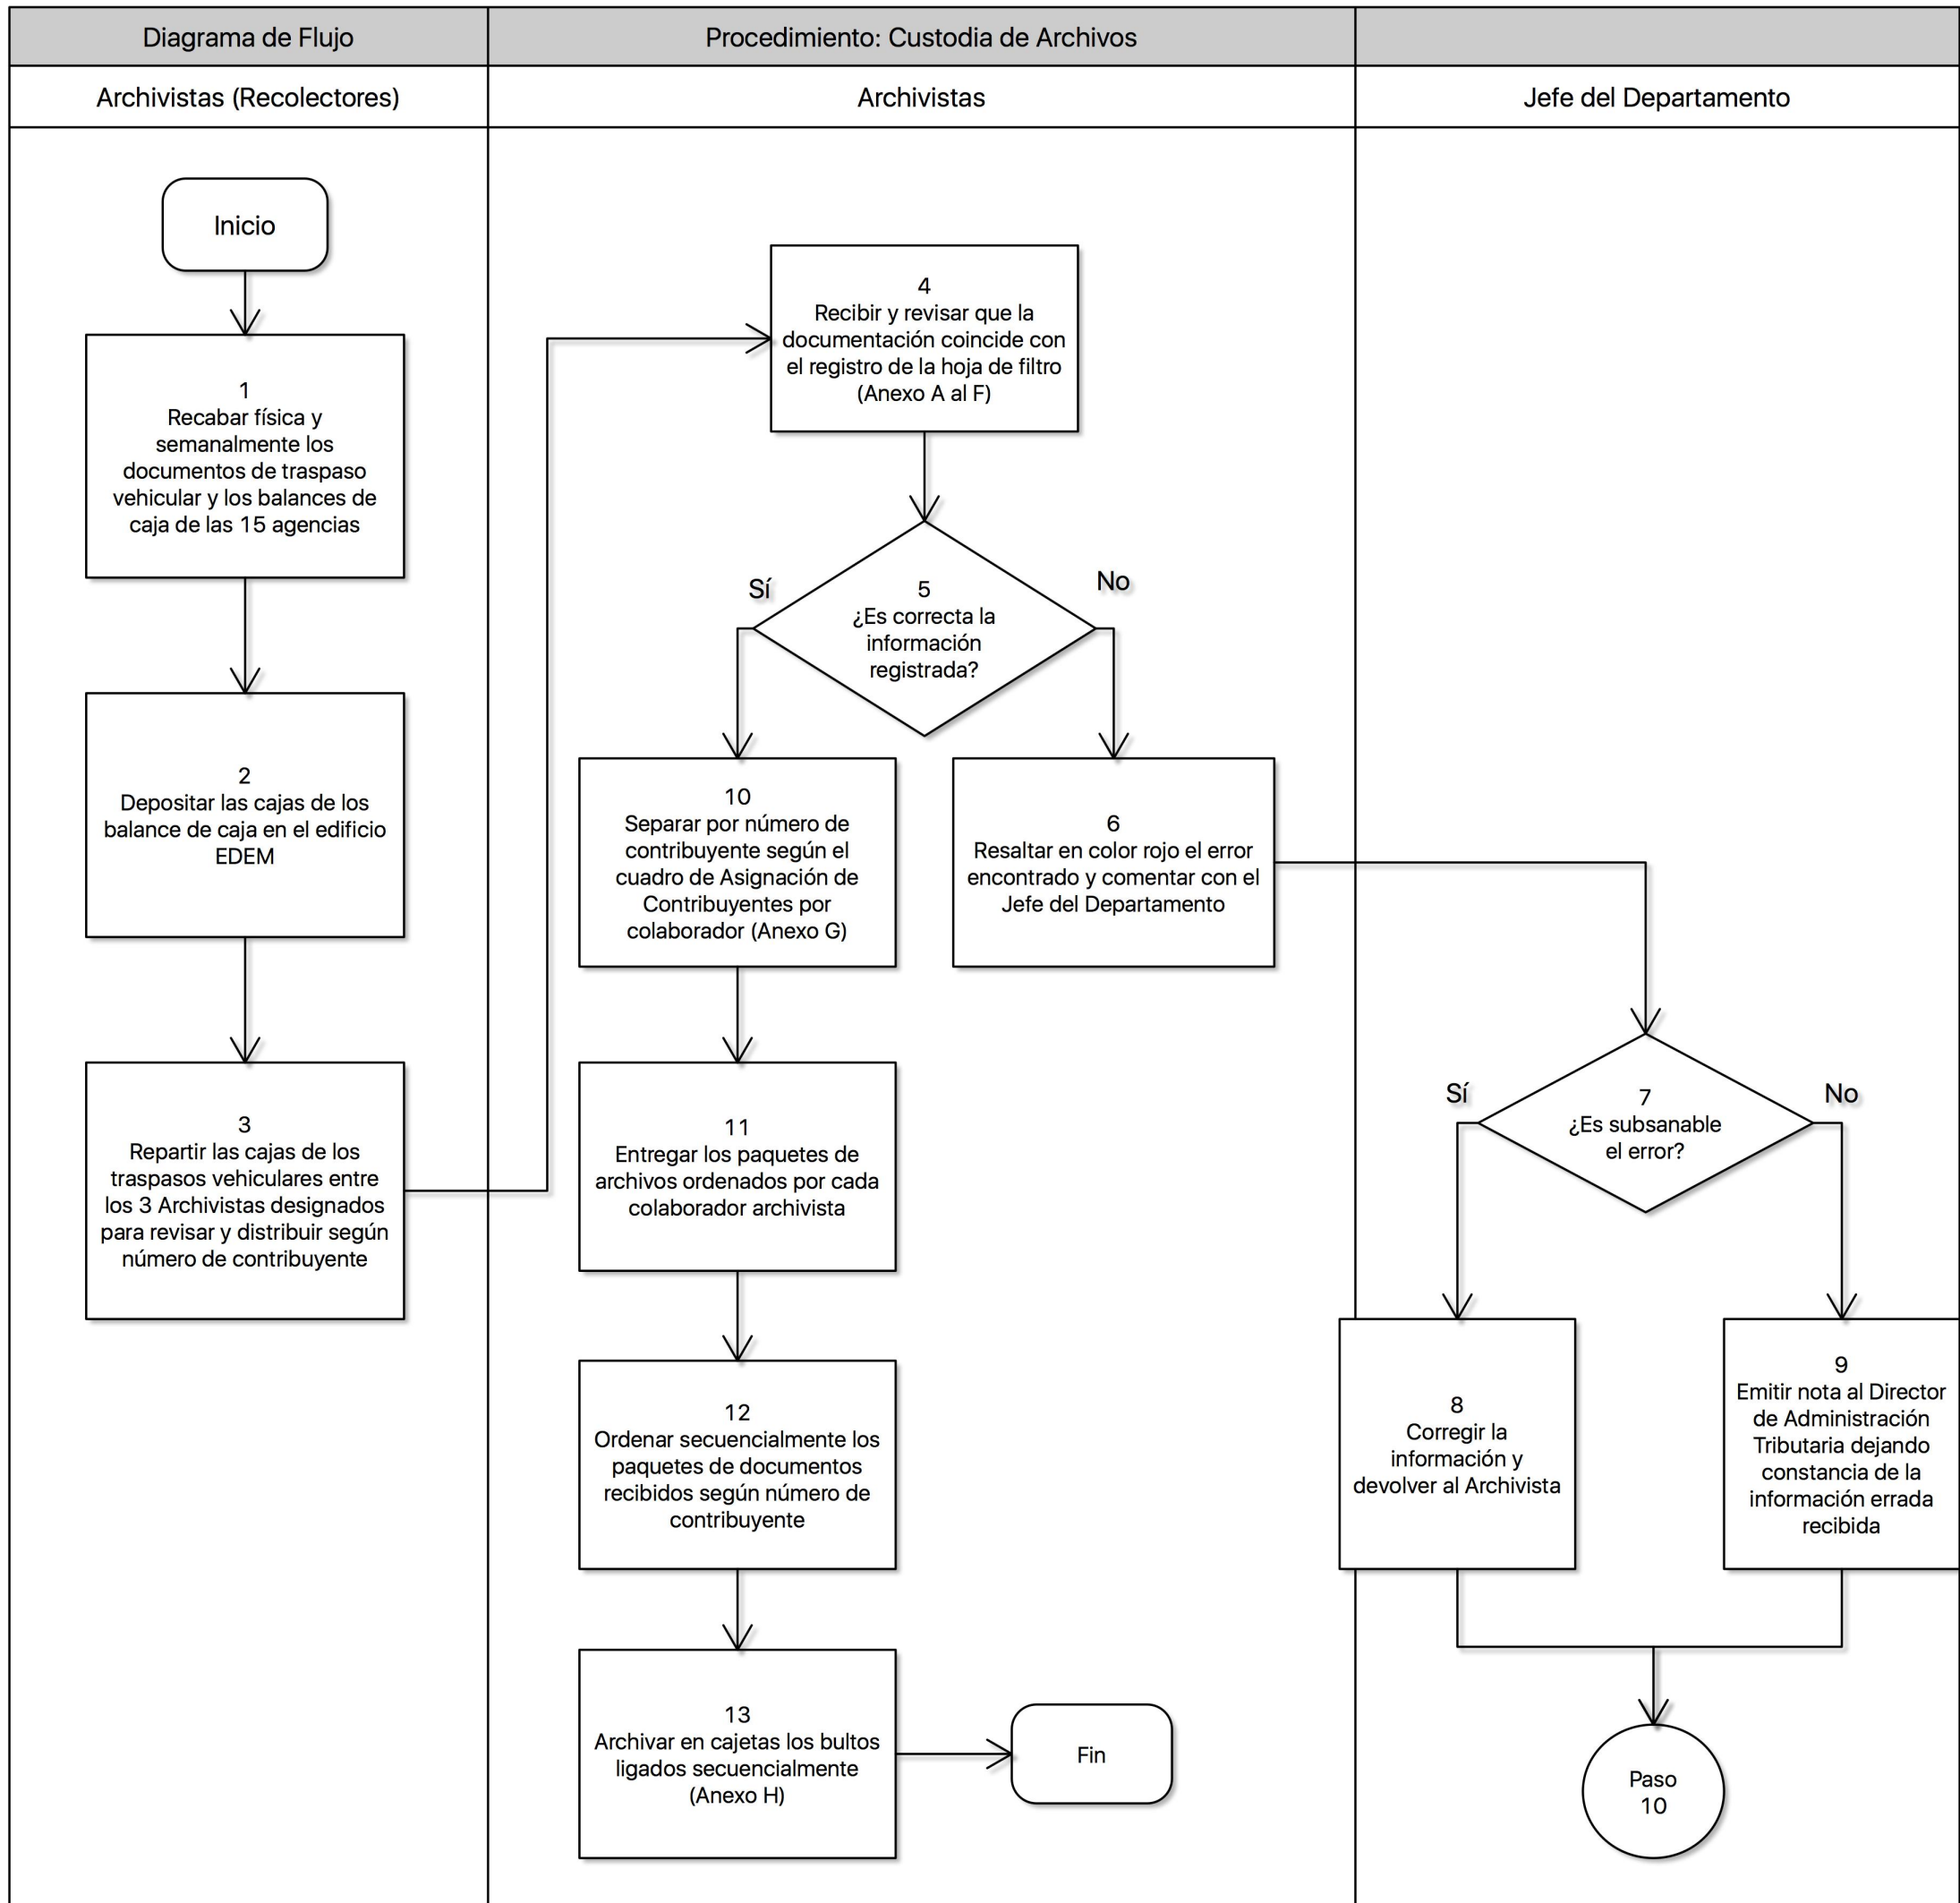 Diagrama de Flujo
Procedimiento: Custodia de Archivos
Archivistas (Recolectores)
Archivistas
Jefe del Departamento
Inicio
1
Recabar física y
semanalmente los
documentos de traspaso
vehicular y los balances de
caja de las 15 agencias
2
Depositar las cajas de los
balance de caja en el edificio
EDEM
3
Repartir las cajas de los
traspasos vehiculares entre
los 3 Archivistas designados
para revisar y distribuir según
número de contribuyente
4
Recibir y revisar que la
documentación coincide con
el registro de la hoja de filtro
(Anexo A al F)
5
¿Es correcta la
información
registrada?
Sí
No
10
Separar por número de
contribuyente según el
cuadro de Asignación de
Contribuyentes por
colaborador (Anexo G)
6
Resaltar en color rojo el error
encontrado y comentar con el
Jefe del Departamento
11
Entregar los paquetes de
archivos ordenados por cada
colaborador archivista
12
Ordenar secuencialmente los
paquetes de documentos
recibidos según número de
contribuyente
13
Archivar en cajetas los bultos
ligados secuencialmente
(Anexo H)
Fin
7
¿Es subsanable
el error?
Sí
No
8
Corregir la
información y
devolver al Archivista
9
Emitir nota al Director
de Administración
Tributaria dejando
constancia de la
información errada
recibida
Paso
10